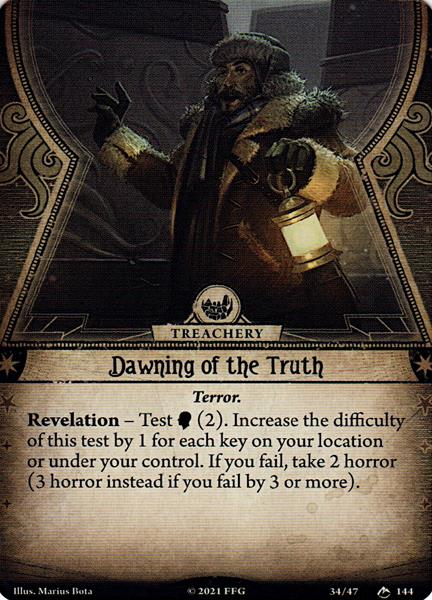 TREACHERY
Dawning of the Truth
Terror.
Revelation – Test (2). Increase the difficulty
of this test by 1 for each key on your location
or under your control. If you fail, take 2 horror
(3 horror instead if you fail by 3 or more).
Illus. Marius Bota © 2021 FFG 34/47 144